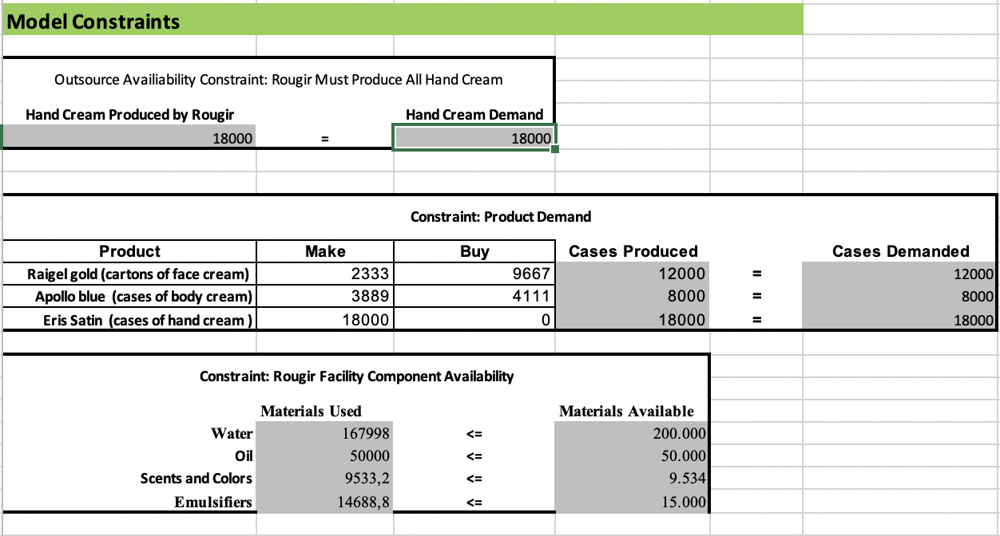 Model Constraints
Outsource Availiability Constraint: Rougir Must Produce All Hand Cream
Hand Cream Produced by Rougir Hand Cream Demand
18000 = 18000
Constraint: Product Demand
Product Make Buy Cases Produced Cases Demanded
Raigel gold (cartons of face cream) 2333 9667 12000 = 12000
Apollo blue (cases of body cream) 3889 4111 8000 = 8000
Eris Satin (cases of hand cream ) 18000 0 18000 = 18000
Constraint: Rougir Facility Component Availability
Materials Used Materials Available
Water 167998 <= 200.000
Oil 50000 <= 50.000
Scents and Colors 9533,2 <= 9.534
Emulsifiers 14688,8 <= 15.000